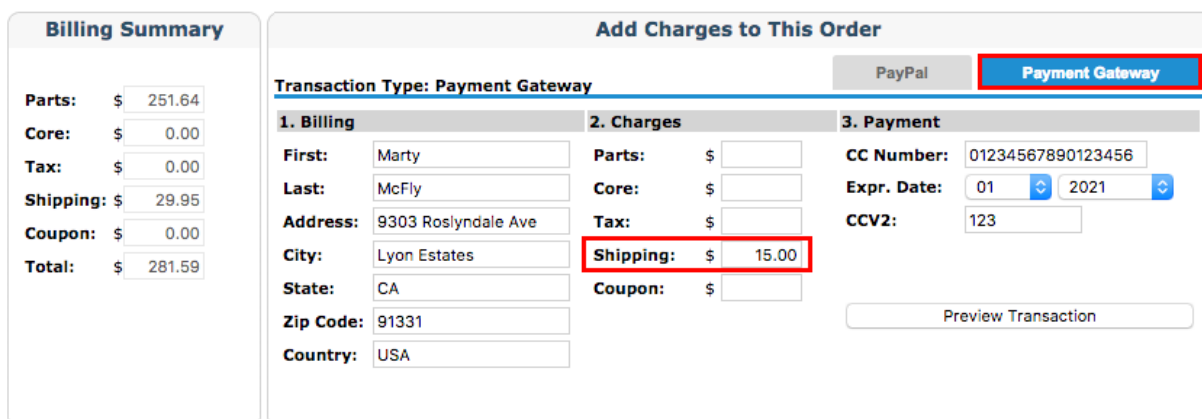 Billing Summary
Parts: $ 251.64
Core: $ 0.00
Tax: $ 0.00
Shipping: $ 29.95
Coupon: $ 0.00
Total: $ 281.59
Add Charges to This Order
PayPal Payment Gateway
Transaction Type: Payment Gateway
1. Billing
First: Marty
Last: McFly
Address: 9303 Roslyndale Ave
City: Lyon Estates
State: CA
Zip Code: 91331
Country: USA
2. Charges
Parts: $
Core: $
Tax: $
Shipping: $ 15.00
Coupon: $
3. Payment
CC Number: 01234567890123456
Expr. Date: 01 2021
CCV2: 123
Preview Transaction